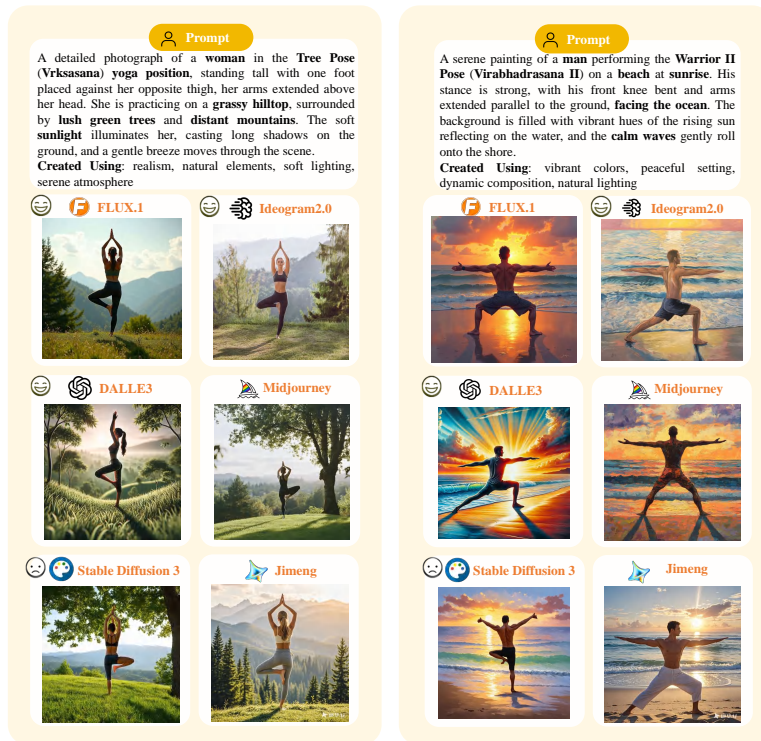 Prompt
A detailed photograph of a woman in the Tree Pose
(Vrksasana) yoga position, standing tall with one foot
placed against her opposite thigh, her arms extended above
her head. She is practicing on a grassy hilltop, surrounded
by lush green trees and distant mountains. The soft
sunlight illuminates her, casting long shadows on the
ground, and a gentle breeze moves through the scene.
Created Using: realism, natural elements, soft lighting,
serene atmosphere
FLUX.1
Ideogram2.0
DALLE3
Midjourney
Stable Diffusion 3
Jimeng
Prompt
A serene painting of a man performing the Warrior II
Pose (Virabhadrasana II) on a beach at sunrise. His
stance is strong, with his front knee bent and arms
extended parallel to the ground, facing the ocean. The
background is filled with vibrant hues of the rising sun
reflecting on the water, and the calm waves gently roll
onto the shore.
Created Using: vibrant colors, peaceful setting,
dynamic composition, natural lighting
FLUX.1
Ideogram2.0
DALLE3
Midjourney
Stable Diffusion 3
Jimeng